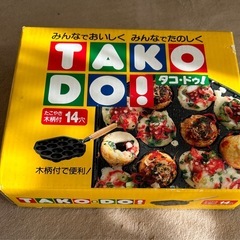 みんなでおいしく みんなでたのしく
TAKO
DO!
タコ・ドゥ!
たこやき
木柄付 14穴
木柄付で便利!
TAKO・DO!